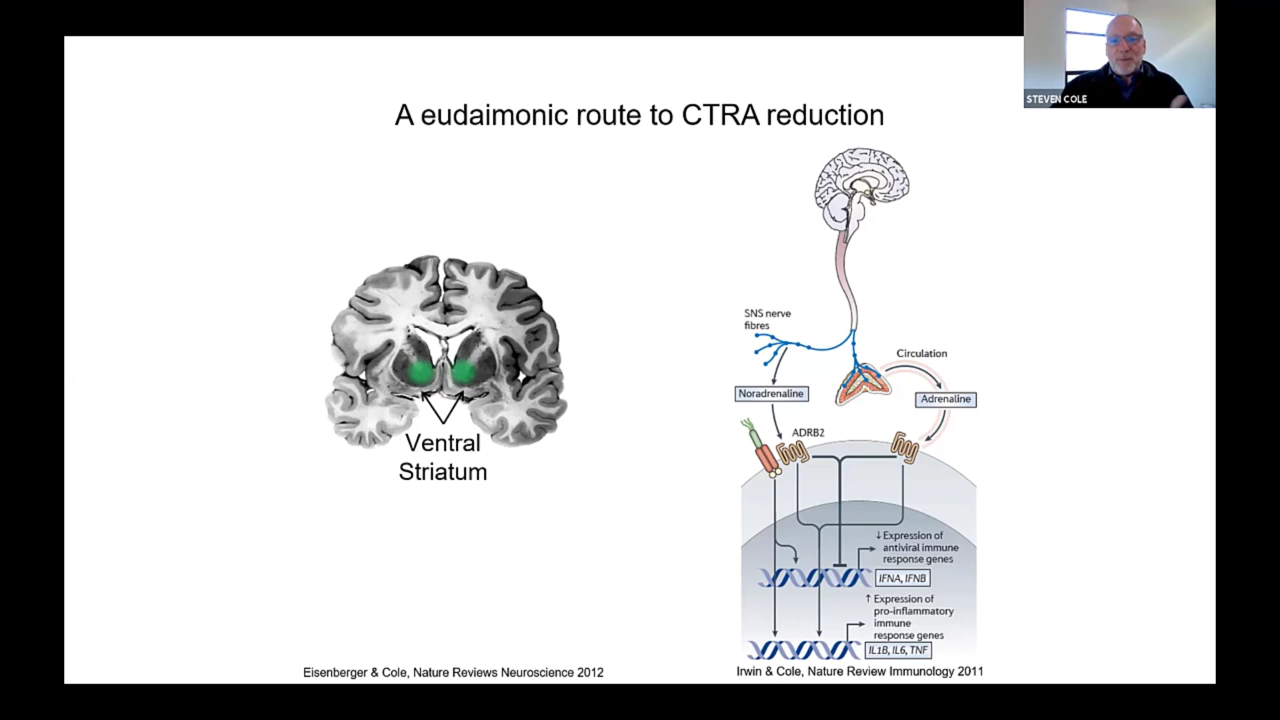 STEVEN COLE
A eudaimonic route to CTRA reduction
Ventral
Striatum
SNS nerve
fibres
Circulation
Noradrenaline
Adrenaline
ADRB2
↓ Expression of
antiviral immune
response genes
IFNA, IFNB
↑ Expression of
pro-inflammatory
immune
response genes
IL1B, IL6, TNF
Eisenberger & Cole, Nature Reviews Neuroscience 2012
Irwin & Cole, Nature Review Immunology 2011